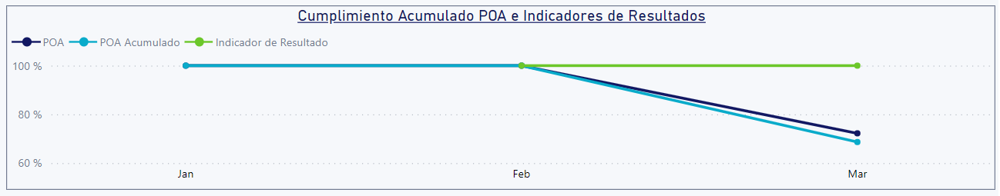 Cumplimiento Acumulado POA e Indicadores de Resultados
POA POA Acumulado Indicador de Resultado
100 %
80 %
60 %
Jan Feb Mar